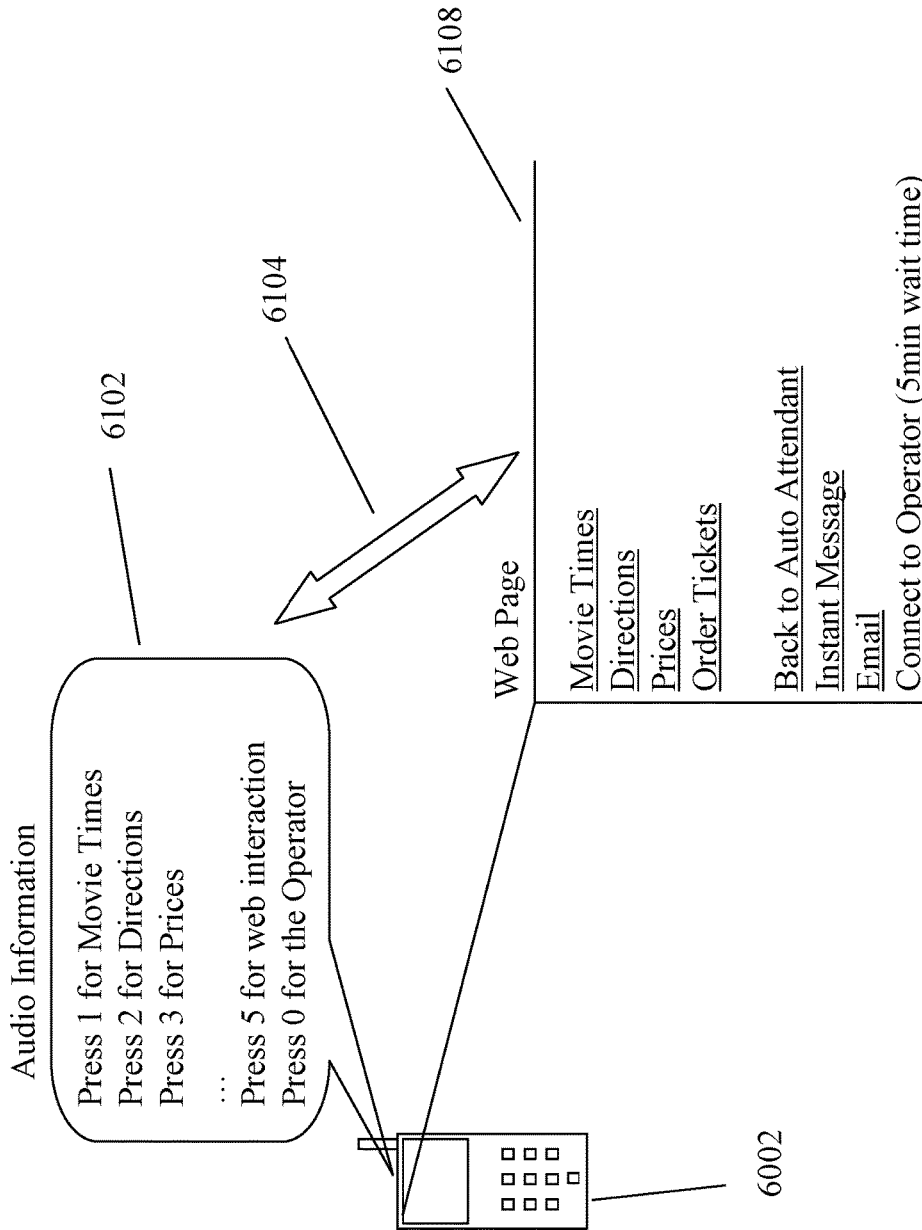 Audio Information
Press 1 for Movie Times
Press 2 for Directions
Press 3 for Prices
…
Press 5 for web interaction
Press 0 for the Operator
6102
6104
6002
Web Page
6108
Movie Times
Directions
Prices
Order Tickets
Back to Auto Attendant
Instant Message
Email
Connect to Operator (5min wait time)